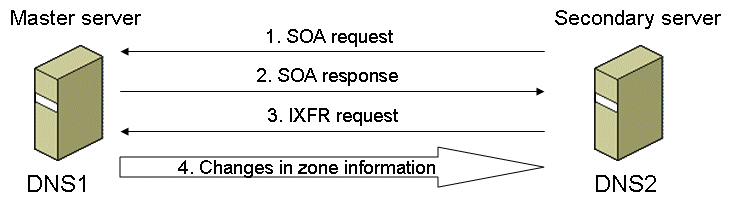 Master server
Secondary server
1. SOA request
2. SOA response
3. IXFR request
4. Changes in zone information
DNS1
DNS2